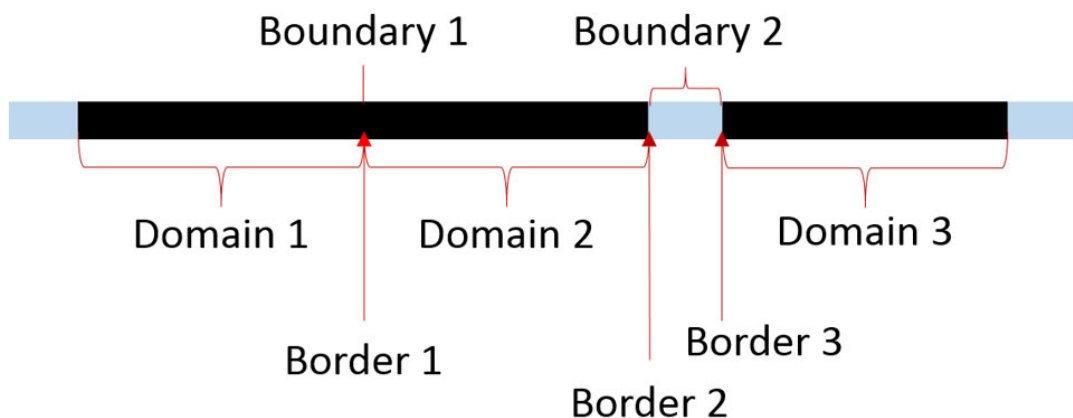 Boundary 1
Boundary 2
Domain 1
Domain 2
Domain 3
Border 1
Border 3
Border 2